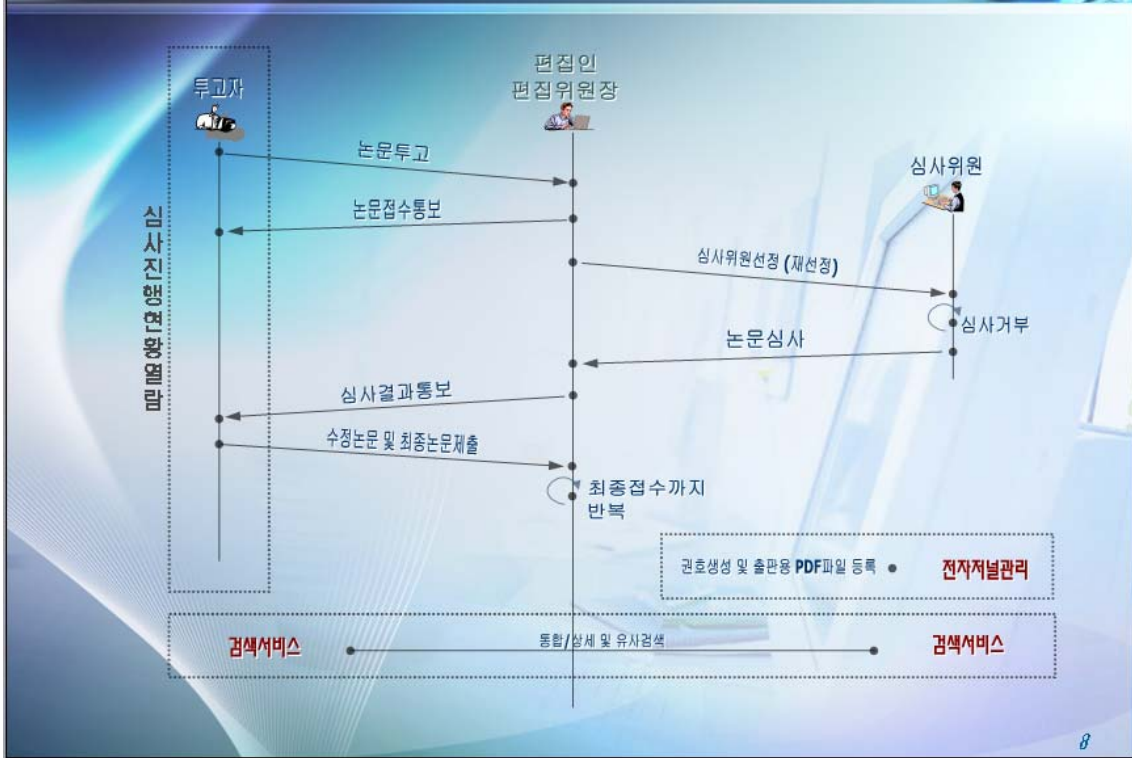 투고자
편집인
편집위원장
심사위원
심사진행현황열람
논문투고
논문접수통보
심사위원선정 (재선정)
심사거부
논문심사
심사결과통보
수정논문 및 최종논문제출
최종접수까지
반복
권호생성 및 출판용 PDF파일 등록
전자저널관리
검색서비스
통합/상세 및 유사검색
검색서비스
8